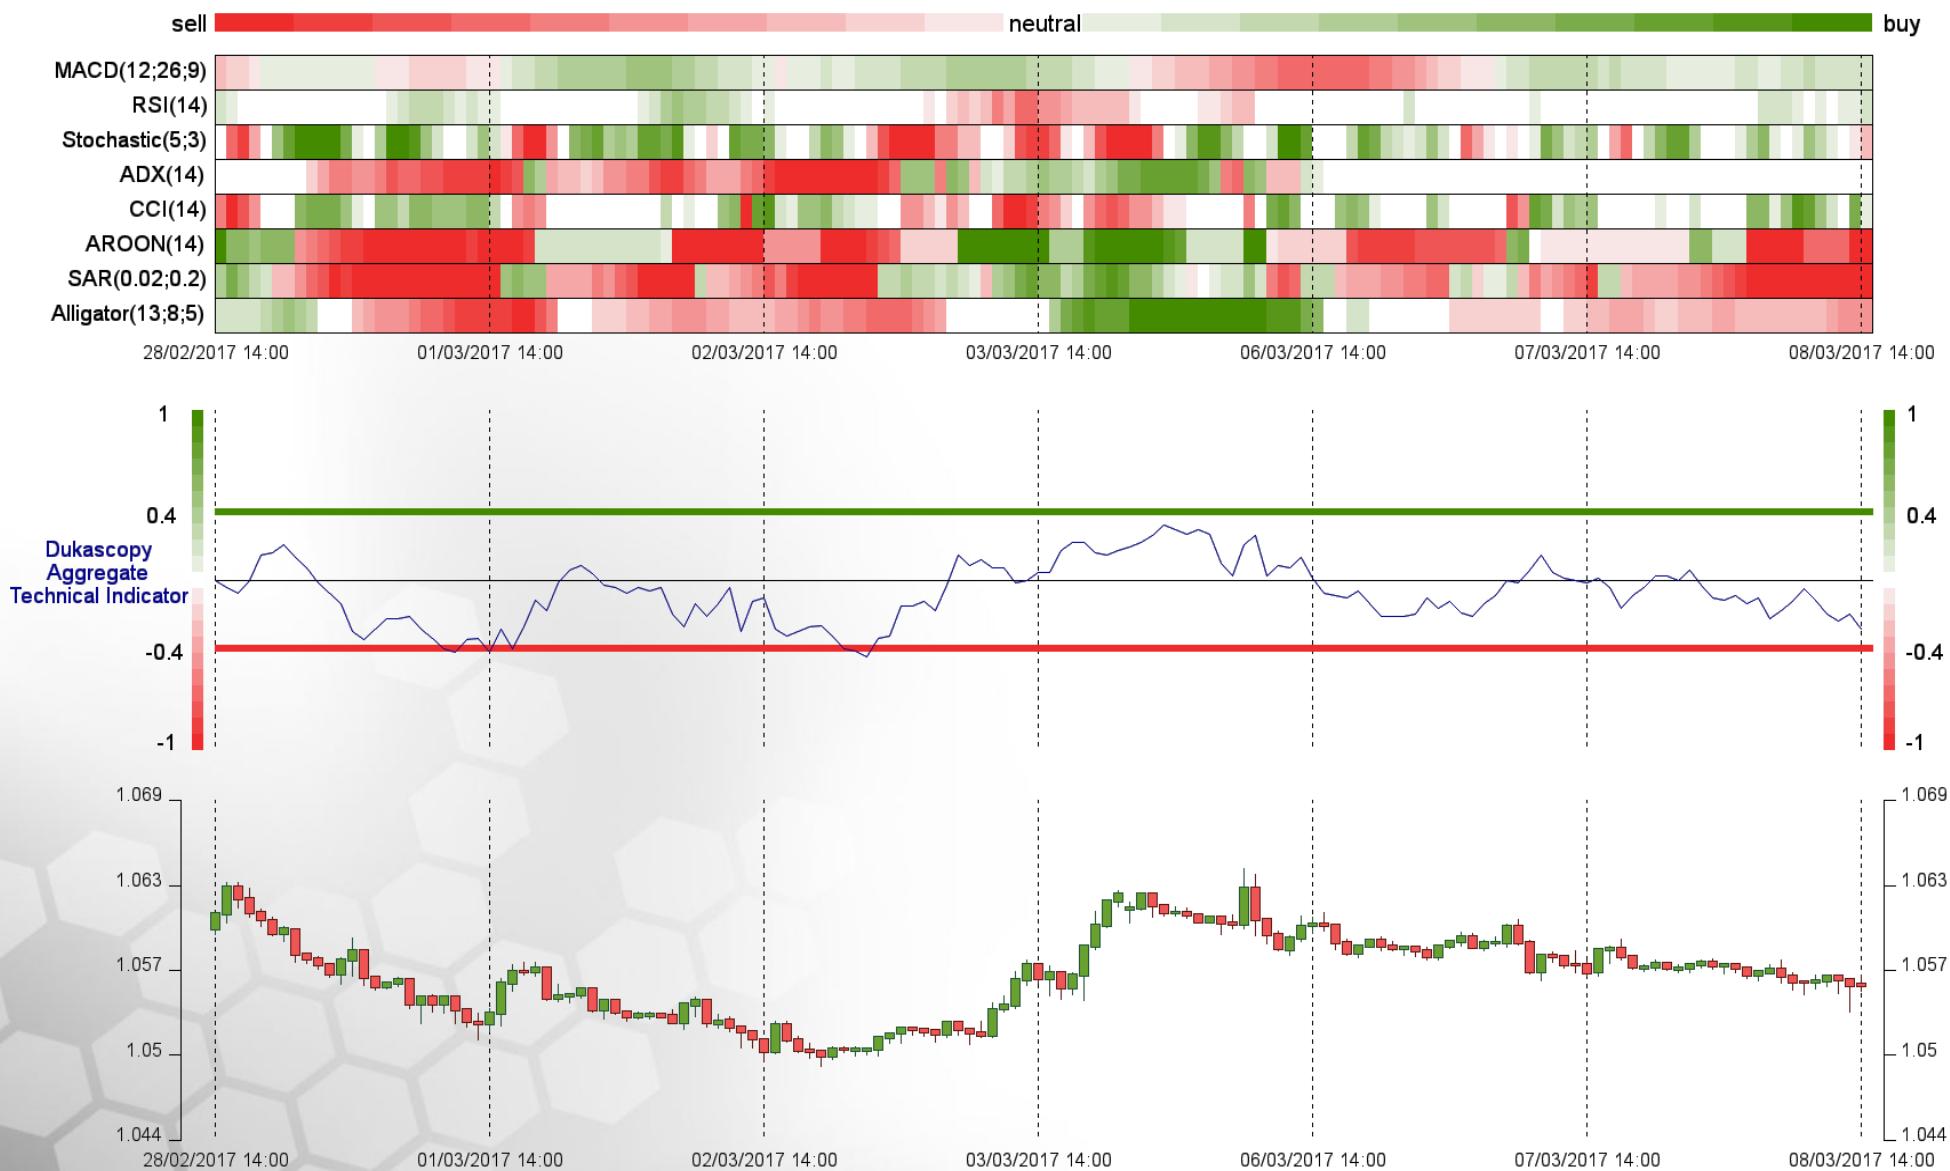 sell neutral buy
MACD(12;26;9)
RSI(14)
Stochastic(5;3)
ADX(14)
CCI(14)
AROON(14)
SAR(0.02;0.2)
Alligator(13;8;5)
28/02/2017 14:00 01/03/2017 14:00 02/03/2017 14:00 03/03/2017 14:00 06/03/2017 14:00 07/03/2017 14:00 08/03/2017 14:00
1 1
0.4 0.4
Dukascopy
Aggregate
Technical Indicator
-0.4 -0.4
-1 -1
1.069 1.069
1.063 1.063
1.057 1.057
1.05 1.05
1.044 1.044
28/02/2017 14:00 01/03/2017 14:00 02/03/2017 14:00 03/03/2017 14:00 06/03/2017 14:00 07/03/2017 14:00 08/03/2017 14:00